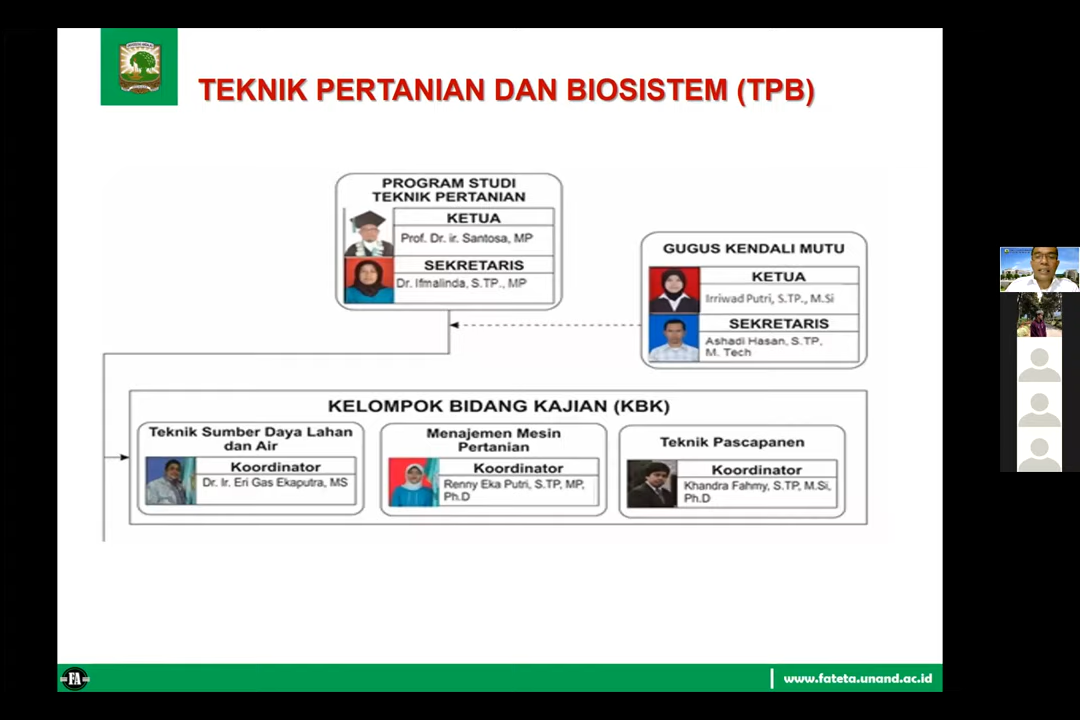 TEKNIK PERTANIAN DAN BIOSISTEM (TPB)
PROGRAM STUDI
TEKNIK PERTANIAN
KETUA
Prof. Dr. ir. Santosa, MP
SEKRETARIS
Dr. Ifmalinda, S.TP., MP
GUGUS KENDALI MUTU
KETUA
Irriwad Putri, S.TP., M.Si
SEKRETARIS
Ashadi Hasan, S.TP,
M. Tech
KELOMPOK BIDANG KAJIAN (KBK)
Teknik Sumber Daya Lahan
dan Air
Koordinator
Dr. Ir. Eri Gas Ekaputra, MS
Menajemen Mesin
Pertanian
Koordinator
Renny Eka Putri, S.TP, MP,
Ph.D
Teknik Pascapanen
Koordinator
Khandra Fahmy, S.TP, M.Si,
Ph.D
FA
www.fateta.unand.ac.id